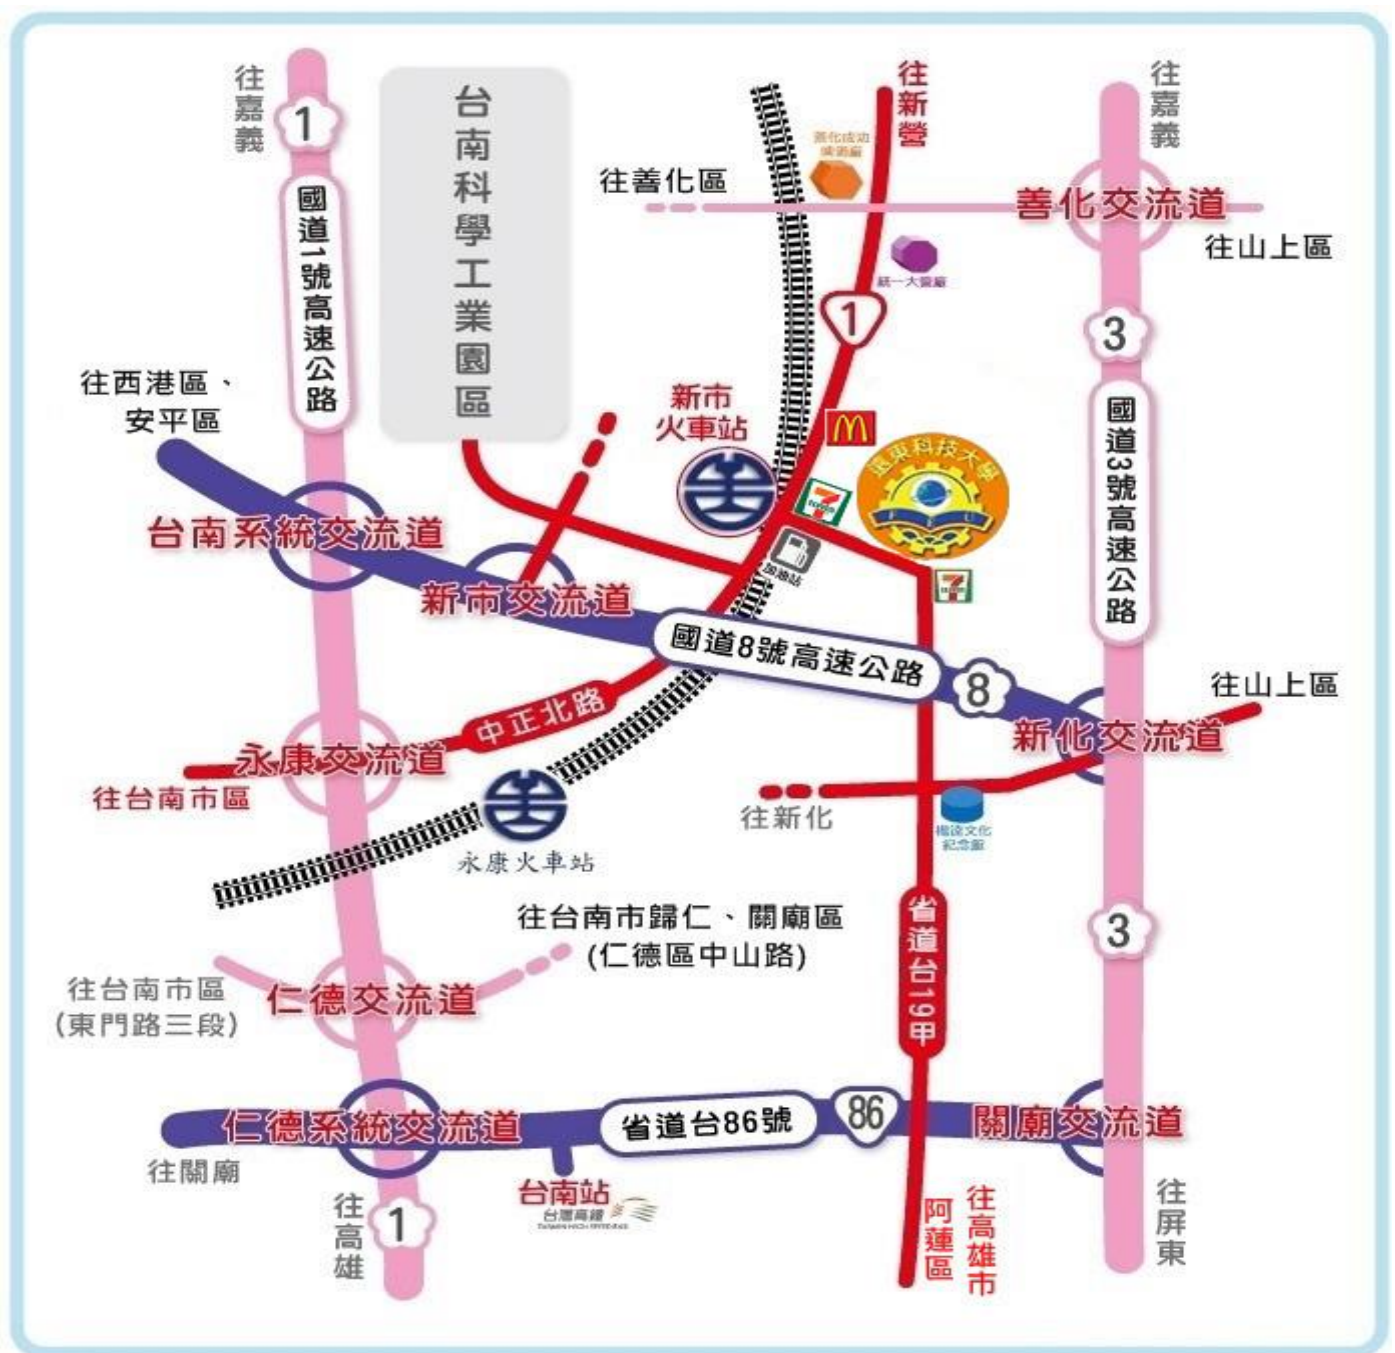 往嘉義
1
國道1號高速公路
台南科學工業園區
往新營
往嘉義
善化成功
啤酒廠
往善化區
善化交流道
往山上區
統一大營廠
1
3
國道3號高速公路
往西港區、
安平區
新市
火車站
遠東科技大學
FEU
7
ELEVEN
加油站
7
ELEVEN
台南系統交流道
新市交流道
國道8號高速公路
8
往山上區
新化交流道
中正北路
永康交流道
往台南市區
往新化
楊逵文化
紀念館
永康火車站
省道台19甲
3
往台南市歸仁、關廟區
(仁德區中山路)
往台南市區
(東門路三段)
仁德交流道
仁德系統交流道
省道台86號
86
關廟交流道
往關廟
台南站
台灣高鐵
TAIWAN HIGH SPEED RAIL
往高雄
1
阿蓮區
往高雄市
往屏東